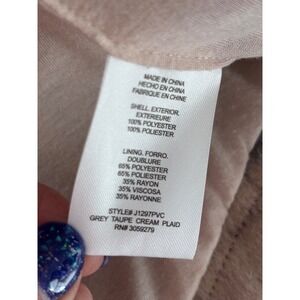 MADE IN CHINA
HECHO EN CHINA
FABRIQUE EN CHINE
SHELL. EXTERIOR.
EXTERIEURE
100% POLYESTER
100% POLYESTER
LINING. FORRO.
DOUBLURE
65% POLYESTER
65% POLIESTER
35% RAYON
35% VISCOSA
35% RAYONNE
STYLE# J1297PVC
GREY TAUPE CREAM PLAID
RN# 3059279